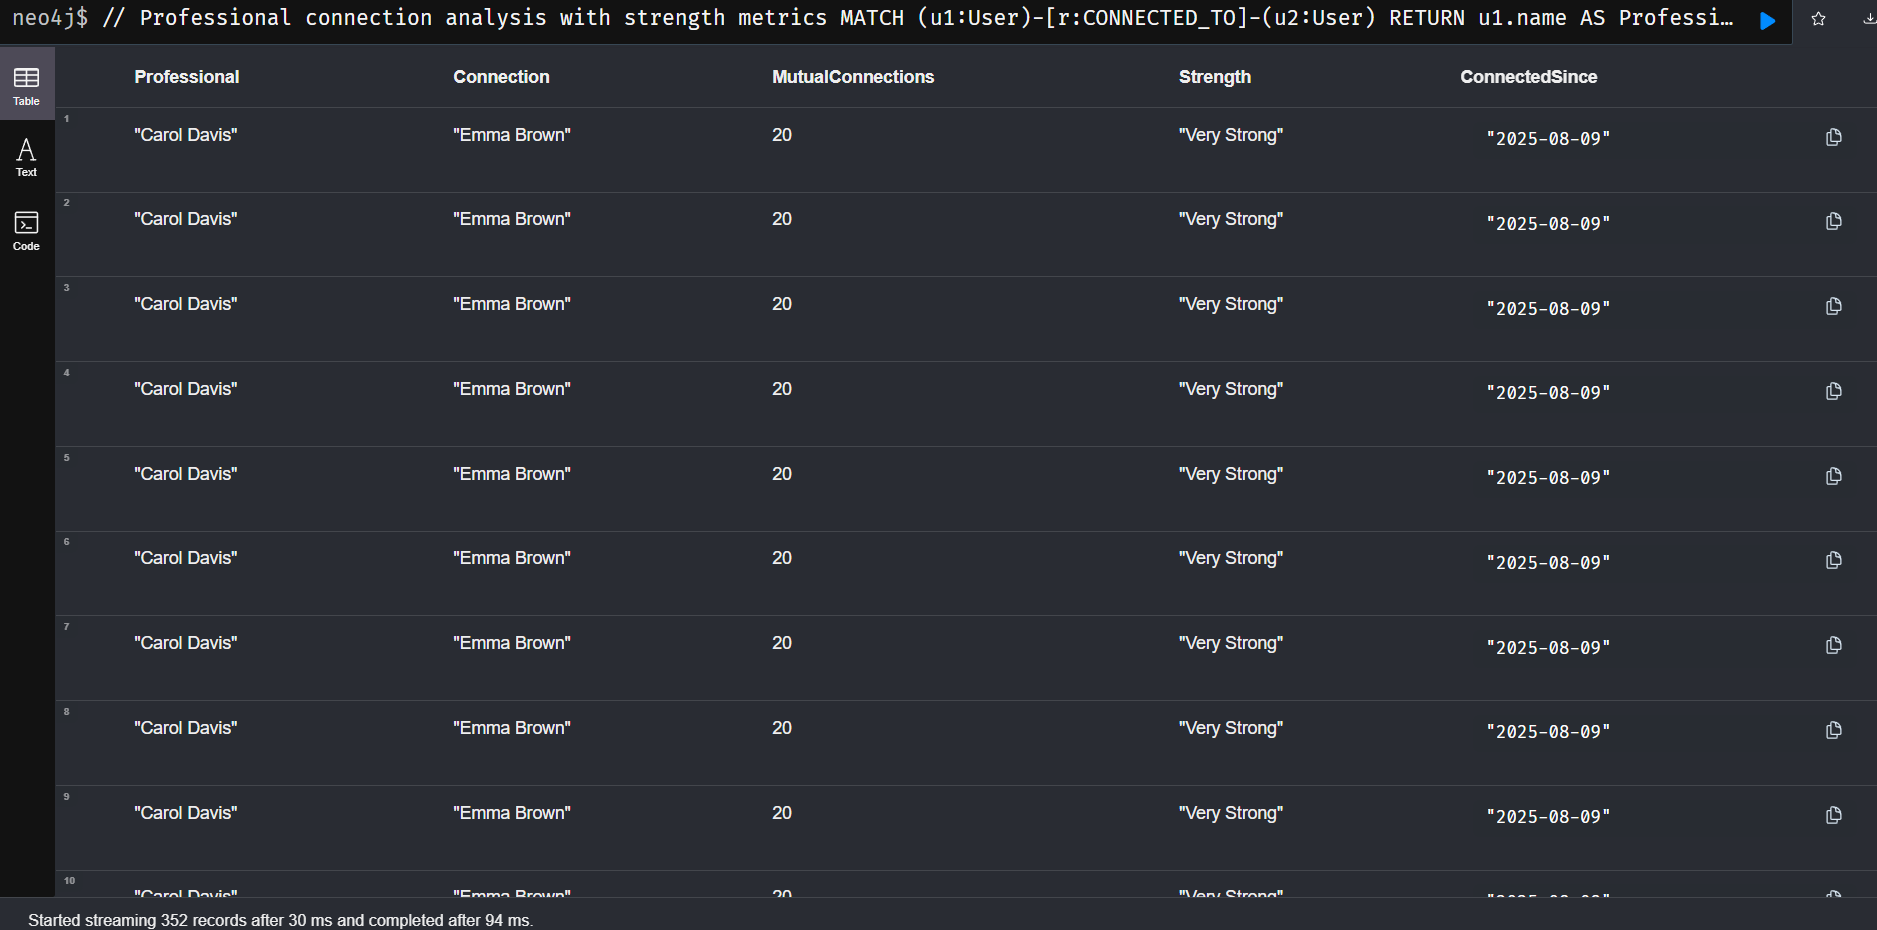 neo4j$ // Professional connection analysis with strength metrics MATCH (u1:User)-[r:CONNECTED_TO]-(u2:User) RETURN u1.name AS Professi…
Table
Text
Code
Professional Connection MutualConnections Strength ConnectedSince
1 "Carol Davis" "Emma Brown" 20 "Very Strong" "2025-08-09"
2 "Carol Davis" "Emma Brown" 20 "Very Strong" "2025-08-09"
3 "Carol Davis" "Emma Brown" 20 "Very Strong" "2025-08-09"
4 "Carol Davis" "Emma Brown" 20 "Very Strong" "2025-08-09"
5 "Carol Davis" "Emma Brown" 20 "Very Strong" "2025-08-09"
6 "Carol Davis" "Emma Brown" 20 "Very Strong" "2025-08-09"
7 "Carol Davis" "Emma Brown" 20 "Very Strong" "2025-08-09"
8 "Carol Davis" "Emma Brown" 20 "Very Strong" "2025-08-09"
9 "Carol Davis" "Emma Brown" 20 "Very Strong" "2025-08-09"
10 "Carol Davis" "Emma Brown" 20 "Very Strong" "2025-08-09"
Started streaming 352 records after 30 ms and completed after 94 ms.